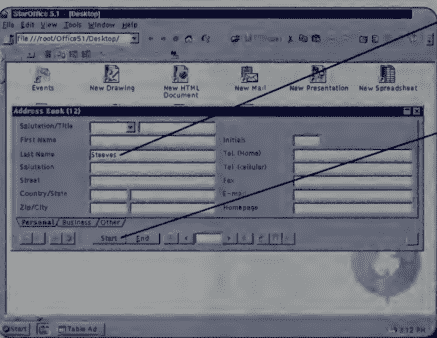 StarOffice 5.1 [Desktop]
File Edit View Tools Window Help
file:///root/Office51/Desktop/
Events New Drawing New HTML Document New Mail New Presentation New Spreadsheet
Address Book (12)
Salutation/Title
First Name Initials
Last Name Steeves Tel. (Home)
Salutation Tel. (cellular)
Street Fax
Country/State E-mail
Zip/City Homepage
Personal / Business / Other
Start End
Start Table Ad